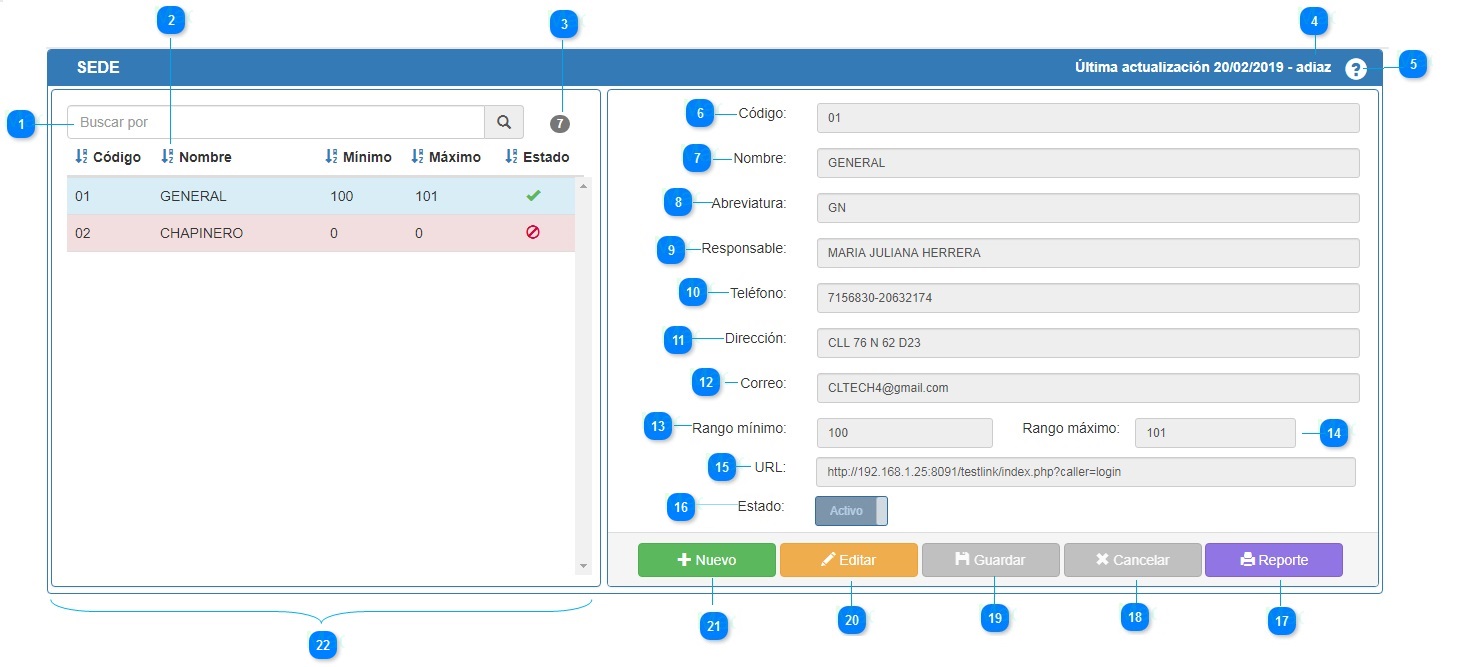 2
3
4
SEDE
Última actualización 20/02/2019 - adiaz
?
5
1
Buscar por
7
Código
Nombre
Mínimo
Máximo
Estado
01 GENERAL 100 101
02 CHAPINERO 0 0
6
Código:
01
7
Nombre:
GENERAL
8
Abreviatura:
GN
9
Responsable:
MARIA JULIANA HERRERA
10
Teléfono:
7156830-20632174
11
Dirección:
CLL 76 N 62 D23
12
Correo:
CLTECH4@gmail.com
13
Rango mínimo:
100
Rango máximo:
101
14
15
URL:
http://192.168.1.25:8091/testlink/index.php?caller=login
16
Estado:
Activo
Nuevo
Editar
Guardar
Cancelar
Reporte
21
20
19
18
17
22